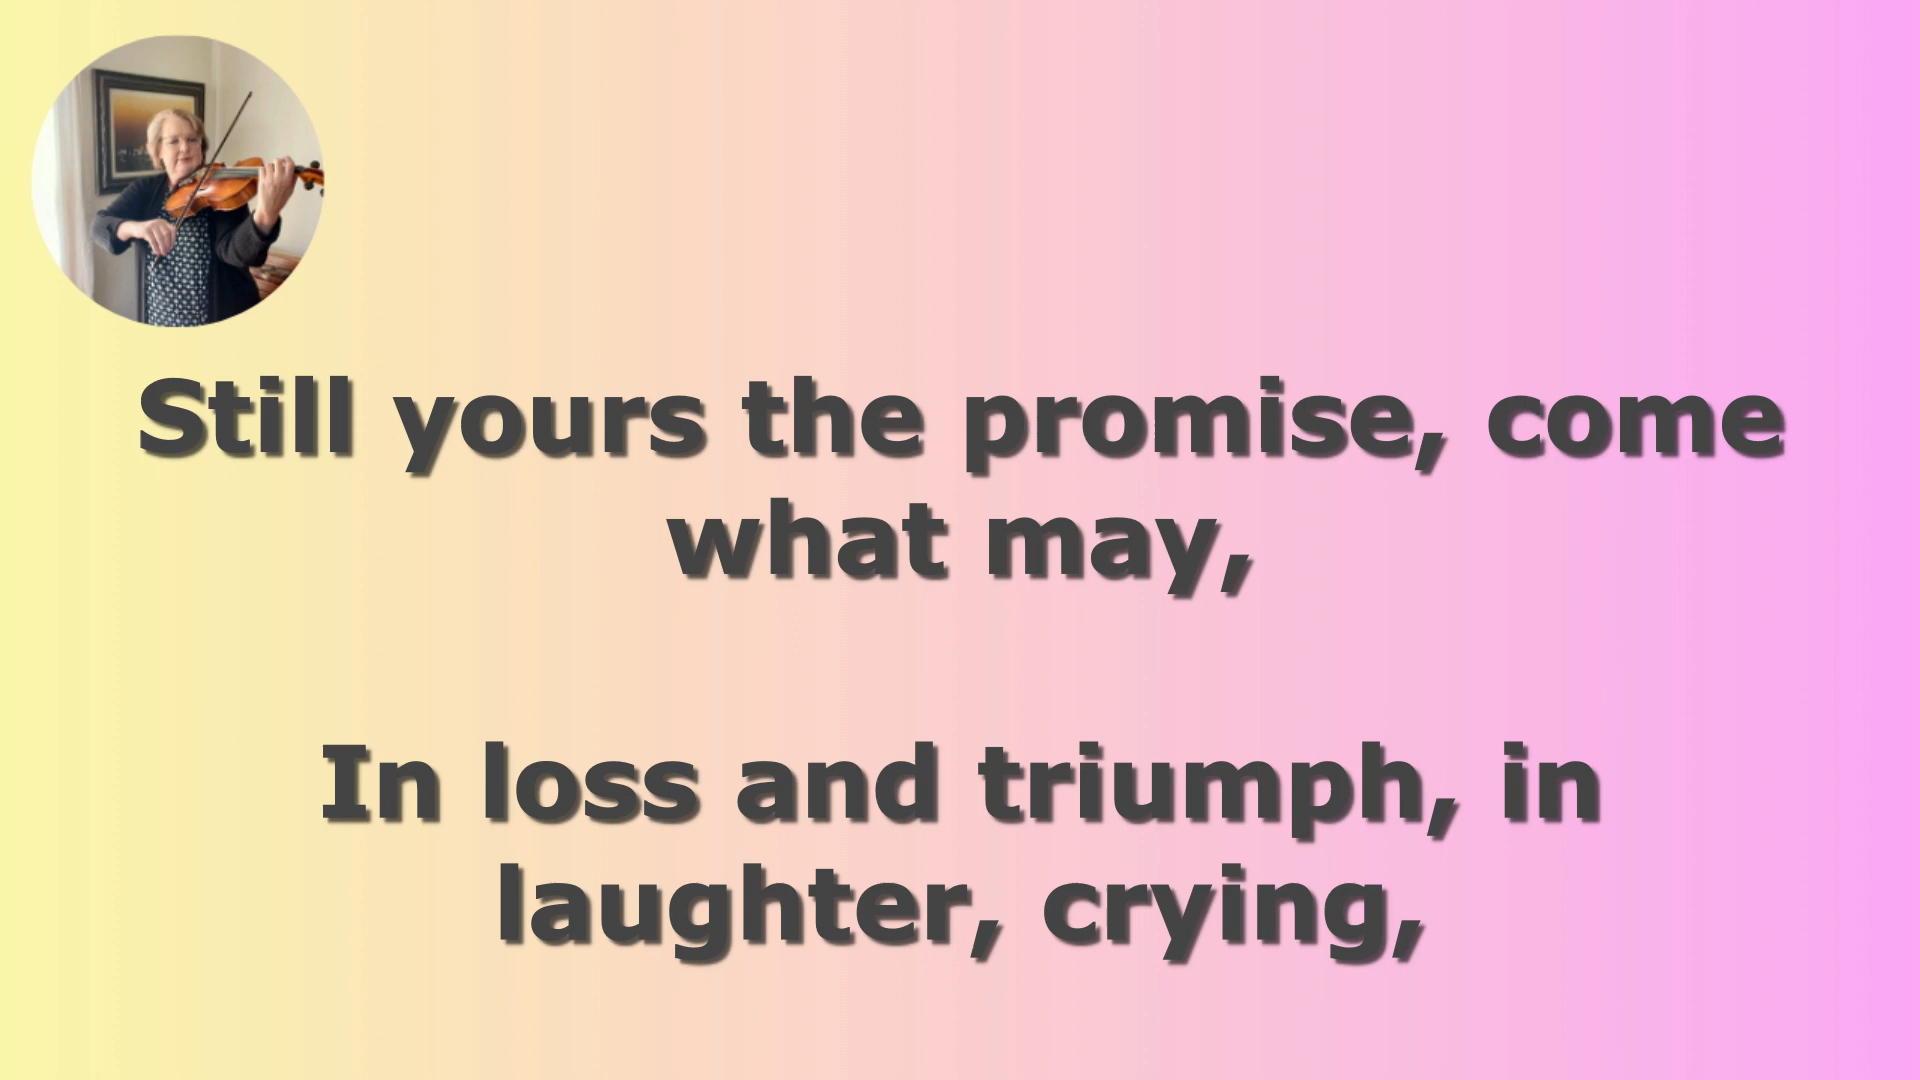 Still yours the promise, come
what may,
In loss and triumph, in
laughter, crying,